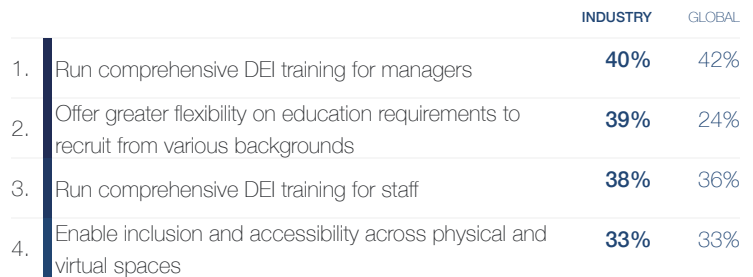 INDUSTRY GLOBAL
1. Run comprehensive DEI training for managers 40% 42%
2. Offer greater flexibility on education requirements to
recruit from various backgrounds 39% 24%
3. Run comprehensive DEI training for staff 38% 36%
4. Enable inclusion and accessibility across physical and
virtual spaces 33% 33%